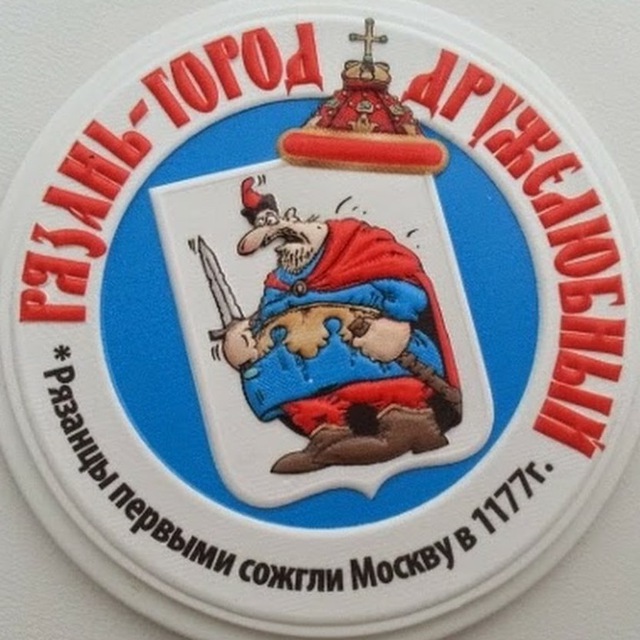 РЯЗАНЬ-ГОРОД ДРУЖЕЛЮБНЫЙ
* Рязанцы первыми сожгли Москву в 1177г.